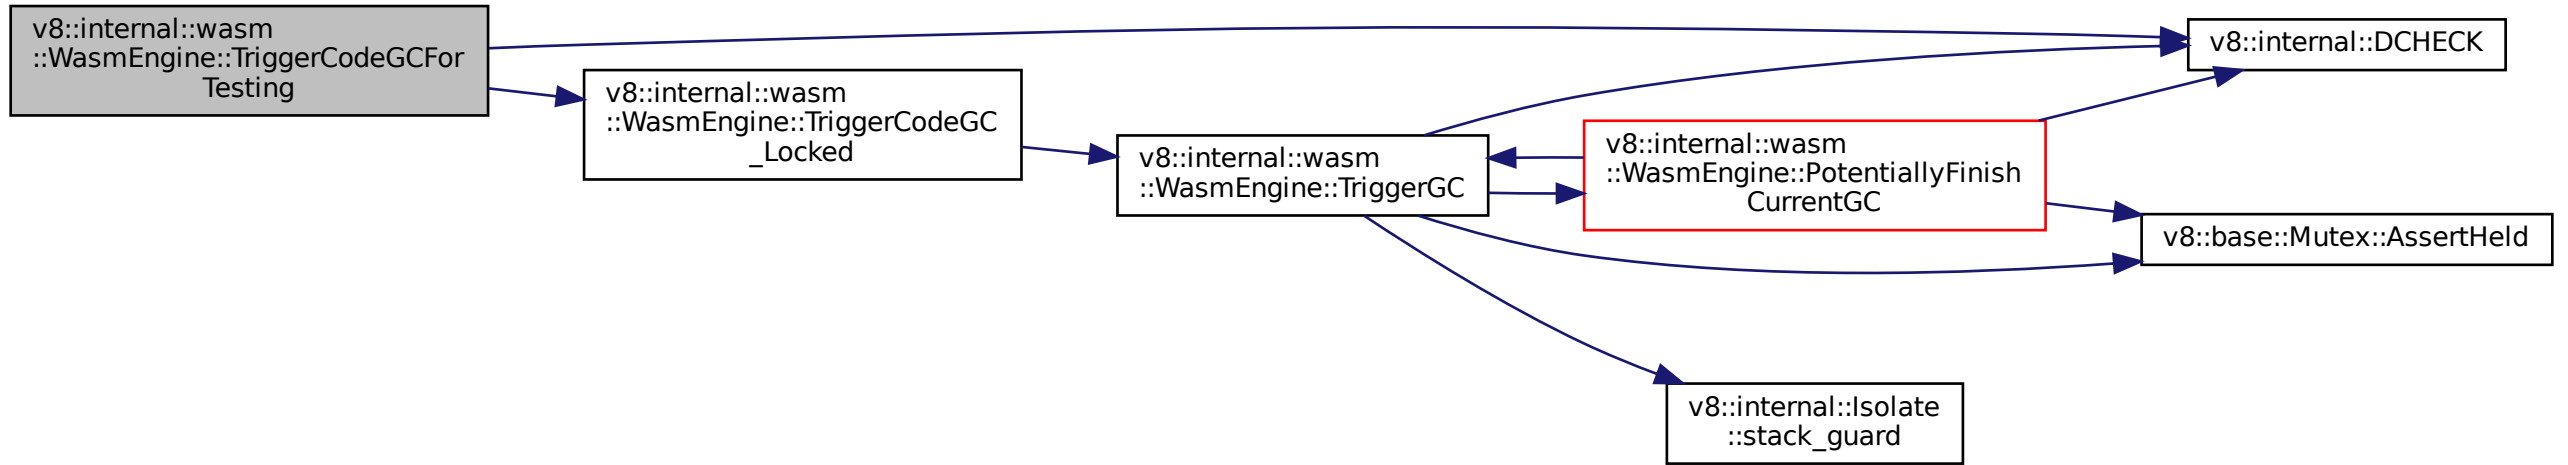 v8::internal::wasm
::WasmEngine::TriggerCodeGCFor
Testing
v8::internal::wasm
::WasmEngine::TriggerCodeGC
_Locked
v8::internal::wasm
::WasmEngine::TriggerGC
v8::internal::wasm
::WasmEngine::PotentiallyFinish
CurrentGC
v8::internal::DCHECK
v8::base::Mutex::AssertHeld
v8::internal::Isolate
::stack_guard